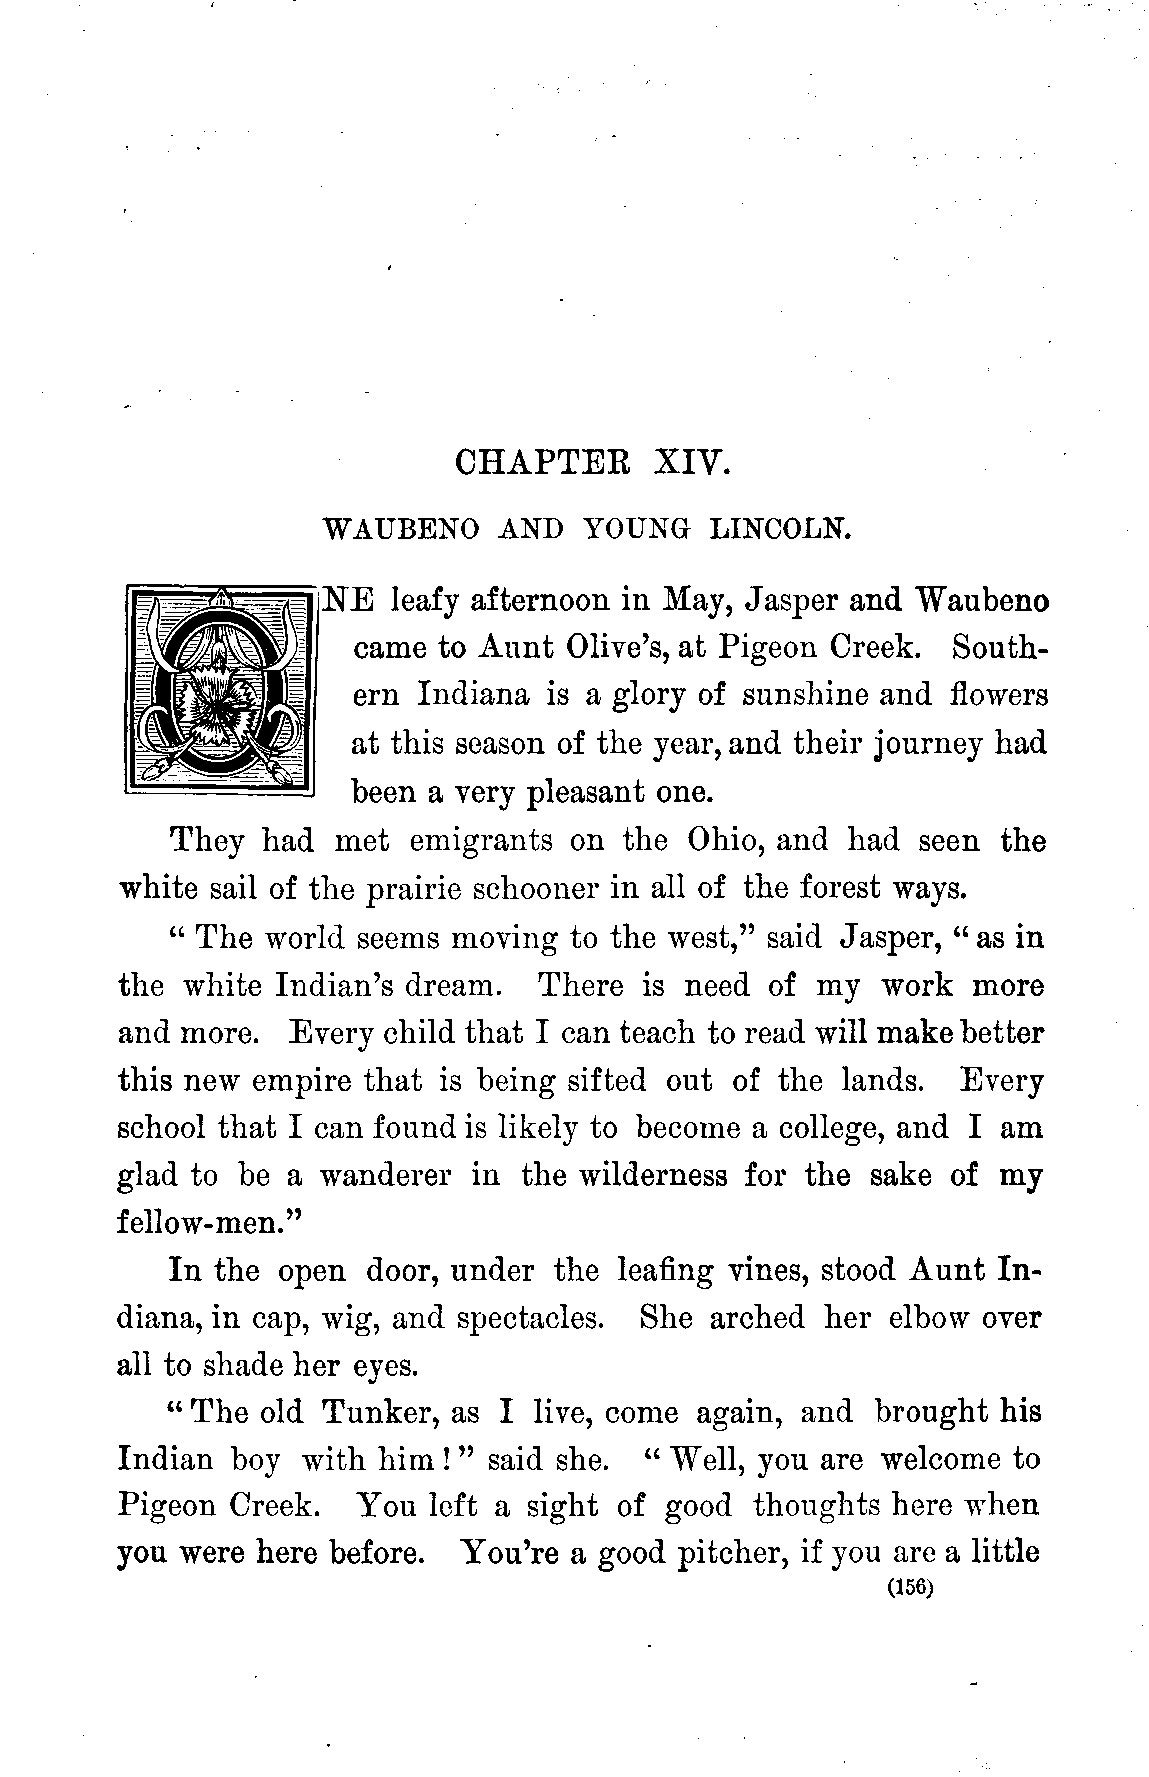 CHAPTER XIV.
WAUBENO AND YOUNG LINCOLN.
ONE leafy afternoon in May, Jasper and Waubeno
came to Aunt Olive's, at Pigeon Creek. South-
ern Indiana is a glory of sunshine and flowers
at this season of the year, and their journey had
been a very pleasant one.
They had met emigrants on the Ohio, and had seen the
white sail of the prairie schooner in all of the forest ways.
“The world seems moving to the west,” said Jasper, “as in
the white Indian's dream. There is need of my work more
and more. Every child that I can teach to read will make better
this new empire that is being sifted out of the lands. Every
school that I can found is likely to become a college, and I am
glad to be a wanderer in the wilderness for the sake of my
fellow-men.”
In the open door, under the leafing vines, stood Aunt In-
diana, in cap, wig, and spectacles. She arched her elbow over
all to shade her eyes.
“The old Tunker, as I live, come again, and brought his
Indian boy with him!” said she. “Well, you are welcome to
Pigeon Creek. You left a sight of good thoughts here when
you were here before. You're a good pitcher, if you are a little
(156)